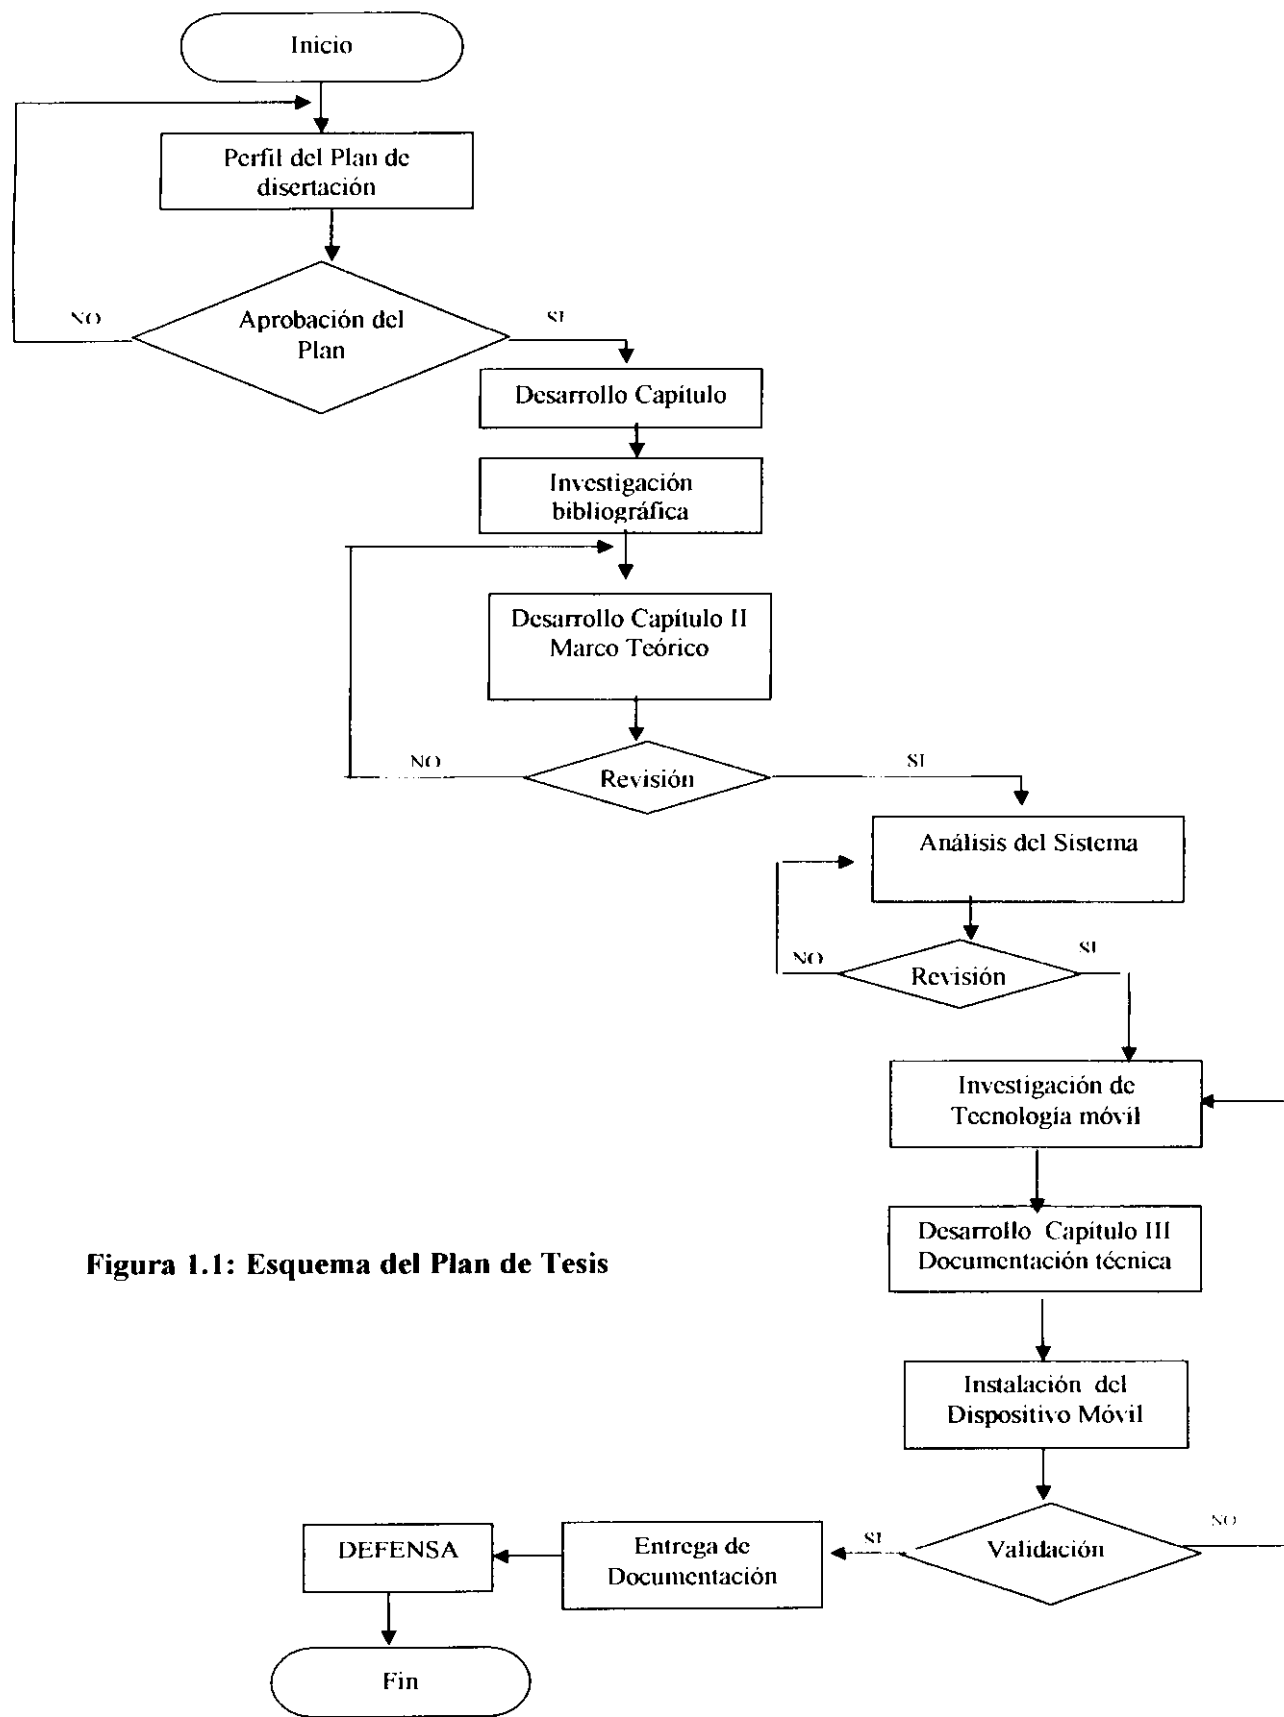 Inicio
Perfil del Plan de
disertación
NO
Aprobación del
Plan
SI
Desarrollo Capítulo
Investigación
bibliográfica
Desarrollo Capítulo II
Marco Teórico
NO
Revisión
SI
Análisis del Sistema
NO
Revisión
SI
Investigación de
Tecnología móvil
Desarrollo Capítulo III
Documentación técnica
Figura 1.1: Esquema del Plan de Tesis
Instalación del
Dispositivo Móvil
DEFENSA
Entrega de
Documentación
SI
Validación
NO
Fin